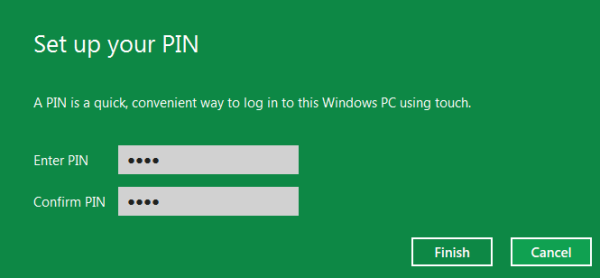 Set up your PIN
A PIN is a quick, convenient way to log in to this Windows PC using touch.
Enter PIN ••••
Confirm PIN ••••
Finish Cancel